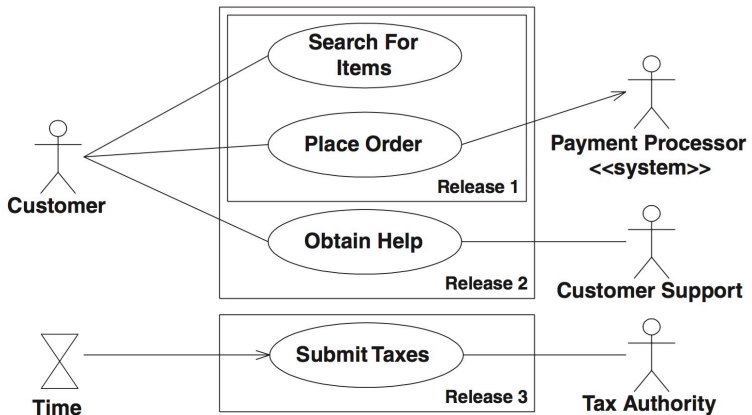 Search For
Items
Place Order
Payment Processor
<<system>>
Release 1
Customer
Obtain Help
Release 2
Customer Support
Submit Taxes
Release 3
Time
Tax Authority